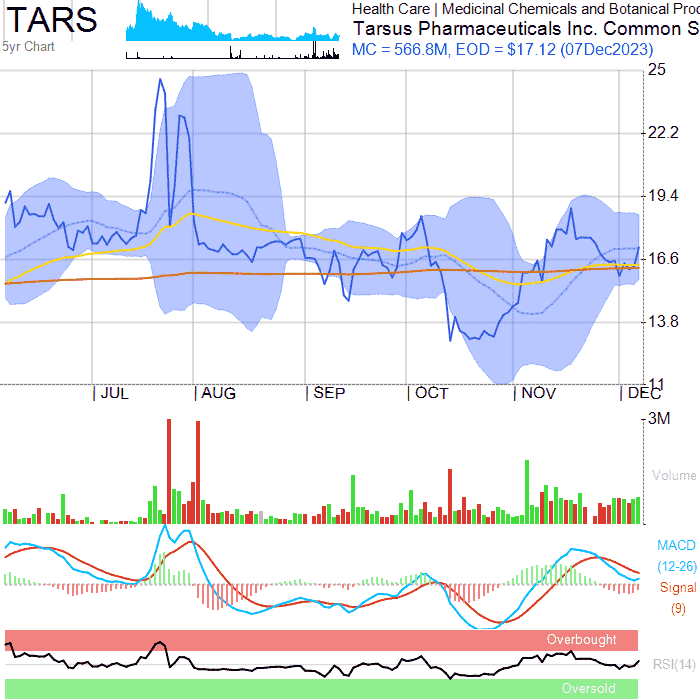 TARS
5yr Chart
Health Care | Medicinal Chemicals and Botanical Proc
Tarsus Pharmaceuticals Inc. Common S
MC = 566.8M, EOD = $17.12 (07Dec2023)
25
22.2
19.4
16.6
13.8
11
JUL
AUG
SEP
OCT
NOV
DEC
3M
Volume
MACD
(12-26)
Signal
(9)
Overbought
RSI(14)
Oversold